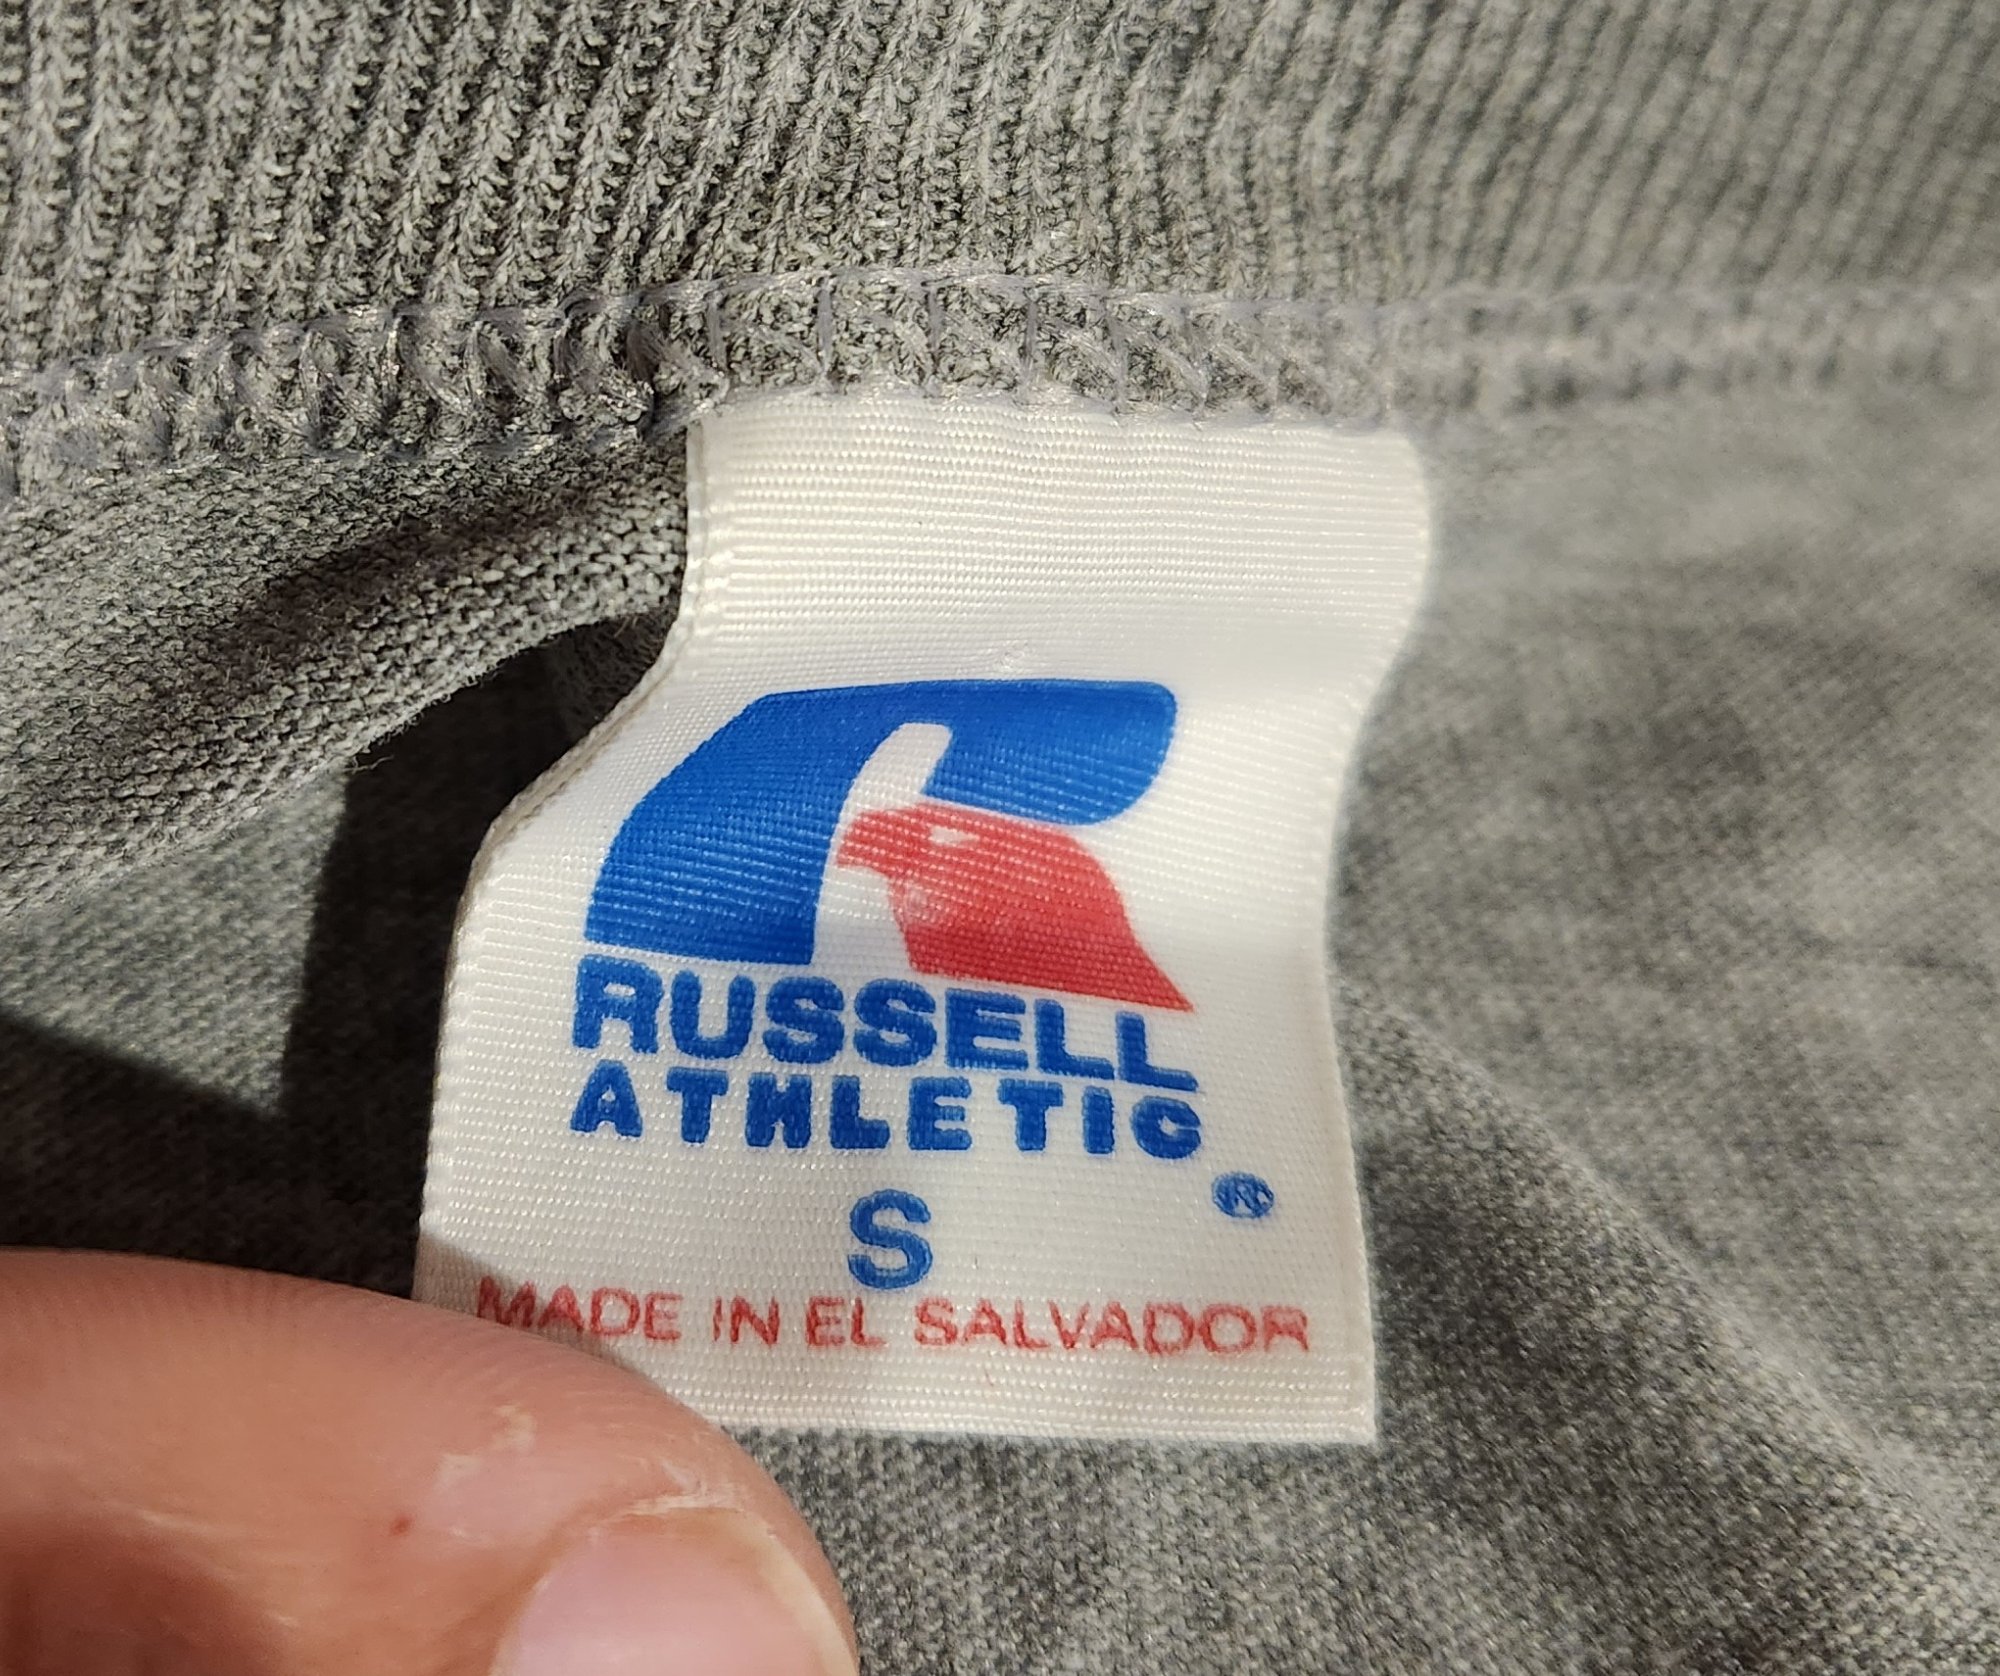 RUSSELL
ATHLETIC
®
S
MADE IN EL SALVADOR